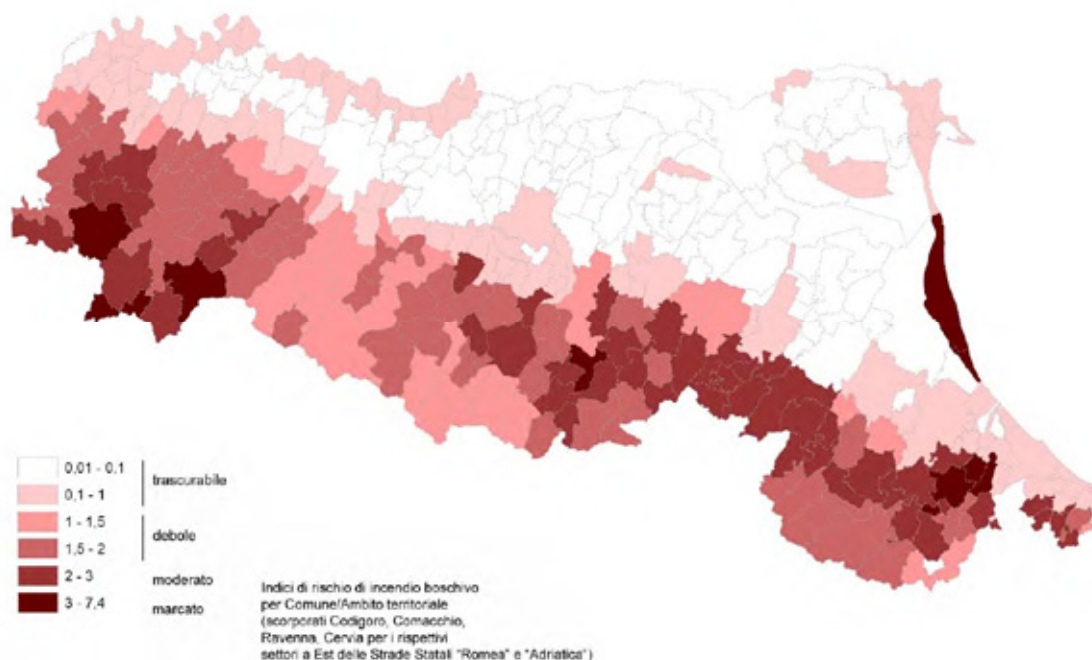 0,01 - 0,1
0,1 - 1
trascurabile
1 - 1,5
1,5 - 2
debole
2 - 3
moderato
3 - 7,4
marcato
Indici di rischio di incendio boschivo
per Comune/Ambito territoriale
(scorporati Codigoro, Comacchio,
Ravenna, Cervia per i rispettivi
settori a Est delle Strade Statali "Romea" e "Adriatica")